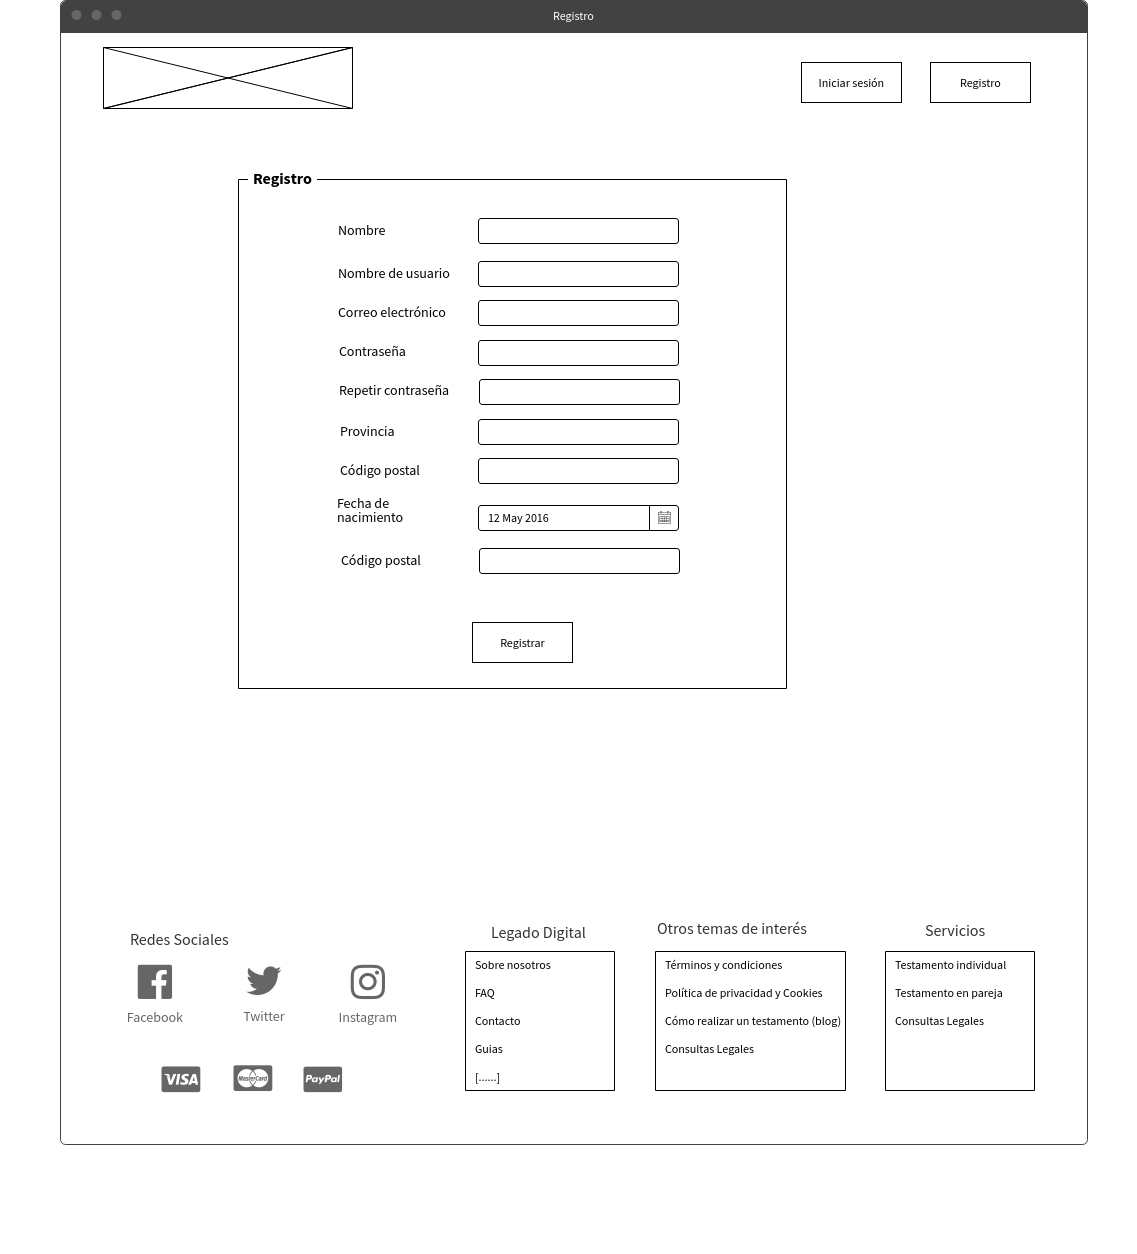 Registro
Iniciar sesión
Registro
Registro
Nombre
Nombre de usuario
Correo electrónico
Contraseña
Repetir contraseña
Provincia
Código postal
Fecha de
nacimiento
12 May 2016
Código postal
Registrar
Redes Sociales
Facebook
Twitter
Instagram
VISA
MasterCard
PayPal
Legado Digital
Sobre nosotros
FAQ
Contacto
Guias
[......]
Otros temas de interés
Términos y condiciones
Política de privacidad y Cookies
Cómo realizar un testamento (blog)
Consultas Legales
Servicios
Testamento individual
Testamento en pareja
Consultas Legales